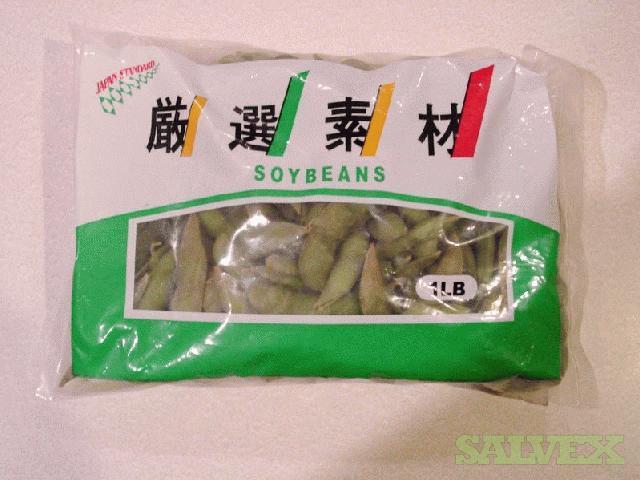 JAPAN STANDARD
厳選素材
SOYBEANS
1LB
SALVEX